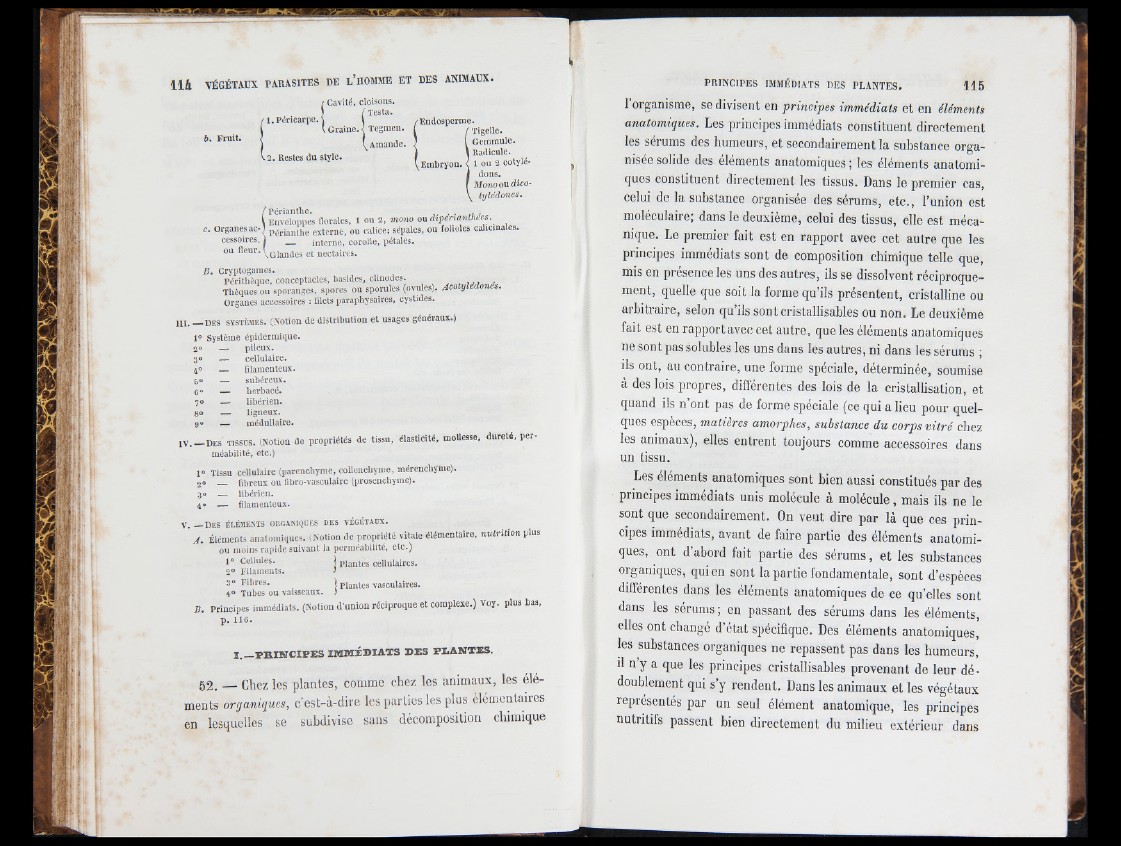 114 VÉGÉTAUX PARASITES DE L'HOMME ET DES ANIMAUX.
b. Fruit.
1. Péricarpe.
Cavité, cloisons.
Graine.
Testa.
Tegmen.
Amande.
Endosperme.
Embryon.
Tigelle.
Gemmule.
Radicule.
1 ou 2 cotylé-
dons.
Mono ou dico-
tylédones.
2. Restes du style.
c. Organes ac-
cessoires.
ou fleur.
Périanthe.
Enveloppes florales, 1 ou 2, mono ou dipérianthées.
Périanthe externe, ou calice; sépales, ou folioles calicinales.
— interne, corolle, pétales.
Glandes et nectaires.
B. Cryptogames.
Périthèque, conceptacles, basides, clinodes.
Thèques ou sporanges, spores ou sporules (ovules). Acotylédonés.
Organes accessoires : filets paraphysaires, cystides.
III. — DES SYSTÈMES. (Notion de distribution et usages généraux.)
1° Système épidermique.
2° — pileux.
3° — cellulaire.
4° — filamenteux.
5° — subéreux.
6° — herbacé.
7° — libérien.
8° — ligneux.
9° — médullaire.
IV. — DES TISSUS. (Notion de propriétés de tissu, élasticité, mollesse, dureté, per-
méabilité, etc.)
1° Tissu cellulaire (parenchyme, collenchyme, mérenchyme).
2° — fibreux ou fibro-vasculaire (prosenchyme).
3° — libérien.
4° — filamenteux.
V. — DES ÉLÉMENTS ORGANIQUES DES VÉGÉTAUX.
A. Éléments anatomiques. (Notion de propriété vitale élémentaire, nutrition plus
ou moins rapide suivant la perméabilité, etc.)
1° Cellules.
2° Filaments.
Plantes cellulaires.
3° Fibres.
4° Tubes ou vaisseaux.
Plantes vasculaires.
B. Principes immédiats. (Notion d'union réciproque et complexe.) Voy. plus bas,
p. 116.
I. — PRINCIPES IMMÉDIATS DES PLANTES.
52. — Chez les plantes, comme chez les animaux, les élé-
ments organiques, c'est-à-dire les parties les plus élémentaires
en lesquelles se subdivise sans décomposition chimique
PRINCIPES IMMÉDIATS DES PLANTES. 115
l'organisme, se divisent en principes immédiats et en éléments
anatomiques. Les principes immédiats constituent directement
les sérums des humeurs, et secondairement la substance orga-
nisée solide des éléments anatomiques ; les éléments anatomi-
ques constituent directement les tissus. Dans le premier cas,
celui de la substance organisée des sérums, etc., l'union est
moléculaire; dans le deuxième, celui des tissus, elle est méca-
nique. Le premier fait est en rapport avec cet autre que les
principes immédiats sont de composition chimique telle que,
mis en présence les uns des autres, ils se dissolvent réciproque-
ment, quelle que soit la forme qu'ils présentent, cristalline ou
arbitraire, selon qu'ils sont cristallisables ou non. Le deuxième
fait est en rapport avec cet autre, que les éléments anatomiques
ne sont pas solubles les uns dans les autres, ni dans les sérums ;
ils ont, au contraire, une forme spéciale, déterminée, soumise
à des lois propres, différentes des lois de la cristallisation, et
quand ils n'ont pas de forme spéciale (ce qui a lieu pour quel-
ques espèces, matières amorphes, substance du corps vitré chez
les animaux), elles entrent toujours comme accessoires dans
un tissu.
Les éléments anatomiques sont bien aussi constitués par des
principes immédiats unis molécule à molécule, mais ils ne le
sont que secondairement. On veut dire par là que ces prin-
cipes immédiats, avant de faire partie des éléments anatomi-
ques, ont d'abord fait partie des sérums, et les substances
organiques, qui en sont la partie fondamentale, sont d'espèces
différentes dans les éléments anatomiques de ce qu'elles sont
dans les sérums ; en passant des sérums dans les éléments,
elles ont changé d'état spécifique. Des éléments anatomiques,
les substances organiques ne repassent pas dans les humeurs,
il n'y a que les principes cristallisables provenant de leur dé-
doublement qui s'y rendent. Dans les animaux et les végétaux
représentés par un seul élément anatomique, les principes
nutritifs passent bien directement du milieu extérieur dans